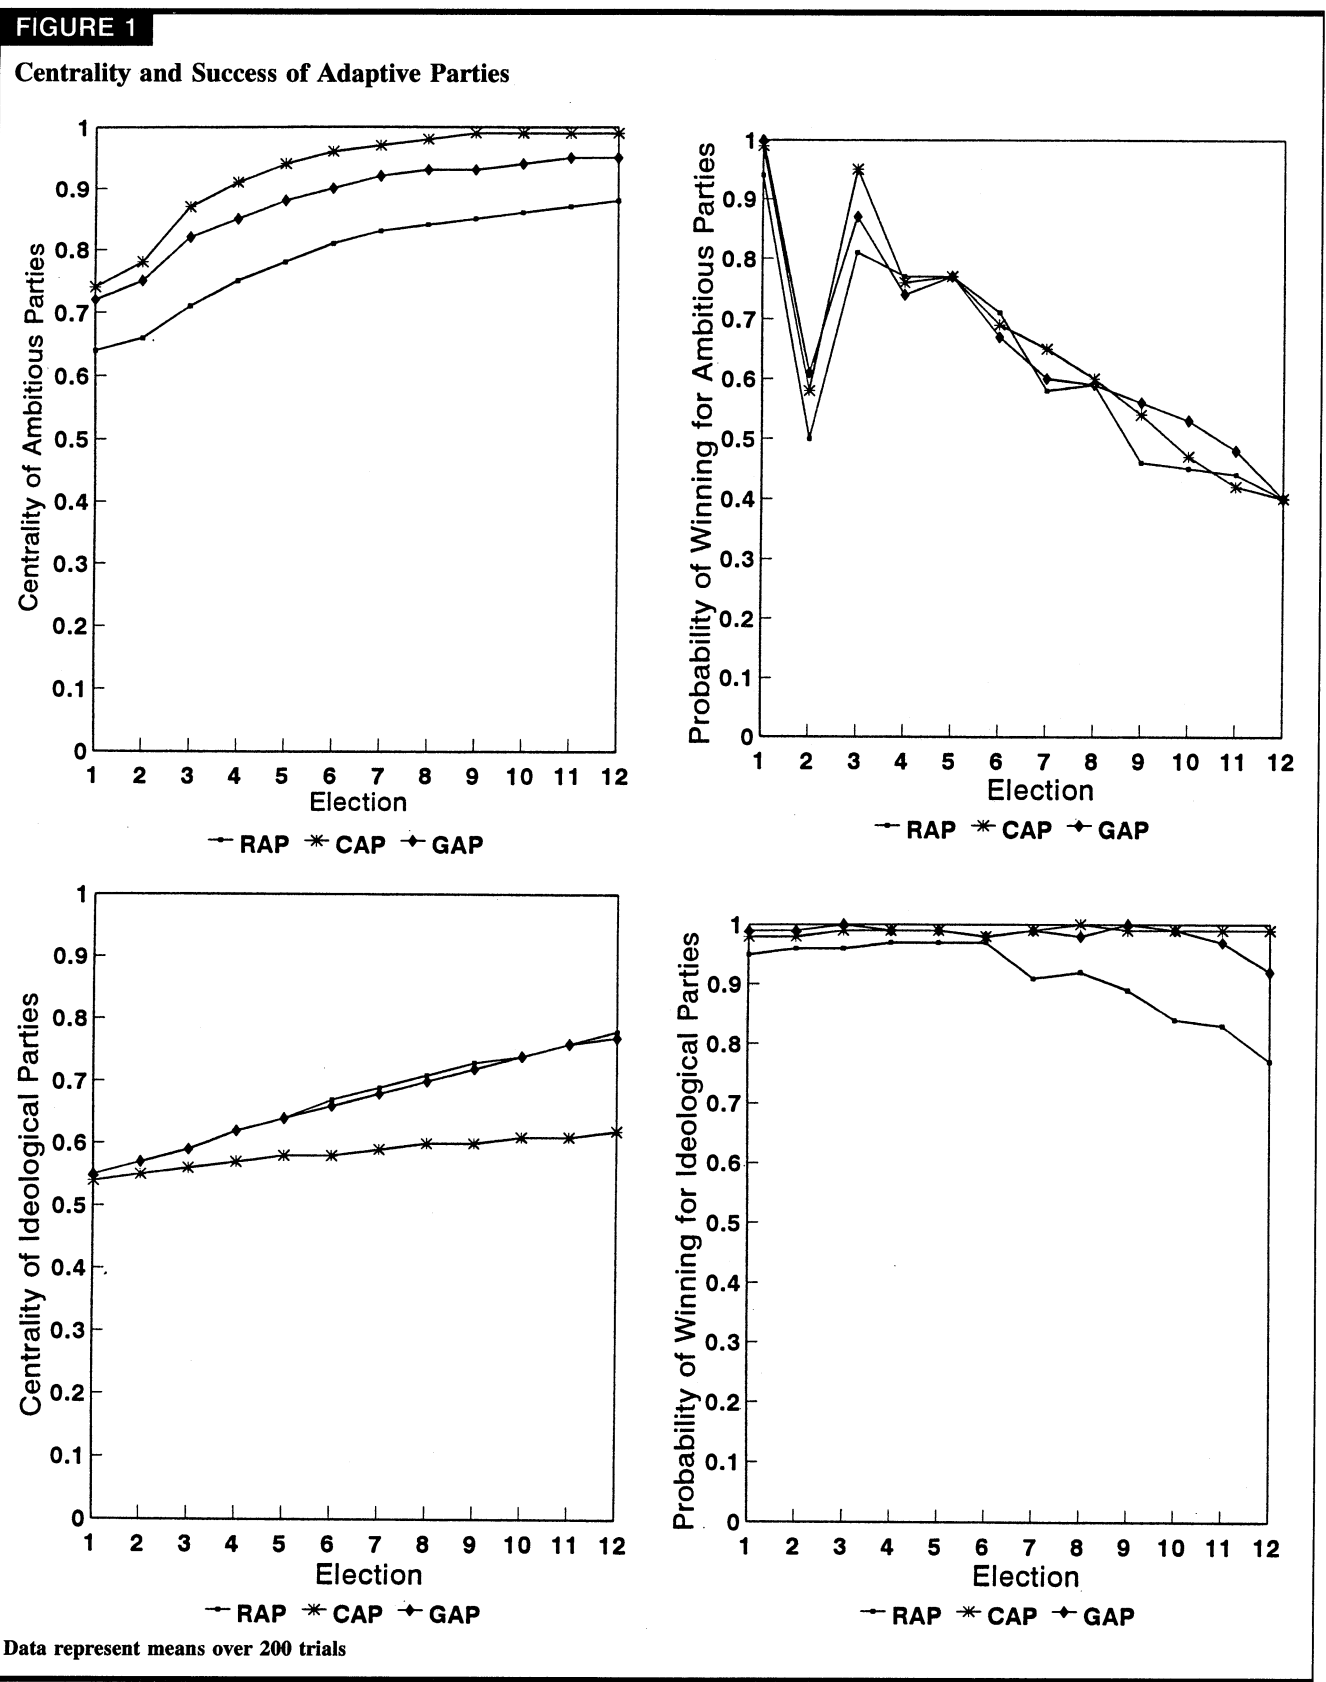 FIGURE 1
Centrality and Success of Adaptive Parties
Centrality of Ambitious Parties
1
0.9
0.8
0.7
0.6
0.5
0.4
0.3
0.2
0.1
0
1 2 3 4 5 6 7 8 9 10 11 12
Election
RAP CAP GAP
Probability of Winning for Ambitious Parties
1
0.9
0.8
0.7
0.6
0.5
0.4
0.3
0.2
0.1
0
1 2 3 4 5 6 7 8 9 10 11 12
Election
RAP CAP GAP
Centrality of Ideological Parties
1
0.9
0.8
0.7
0.6
0.5
0.4
0.3
0.2
0.1
0
1 2 3 4 5 6 7 8 9 10 11 12
Election
RAP CAP GAP
Probability of Winning for Ideological Parties
1
0.9
0.8
0.7
0.6
0.5
0.4
0.3
0.2
0.1
0
1 2 3 4 5 6 7 8 9 10 11 12
Election
RAP CAP GAP
Data represent means over 200 trials